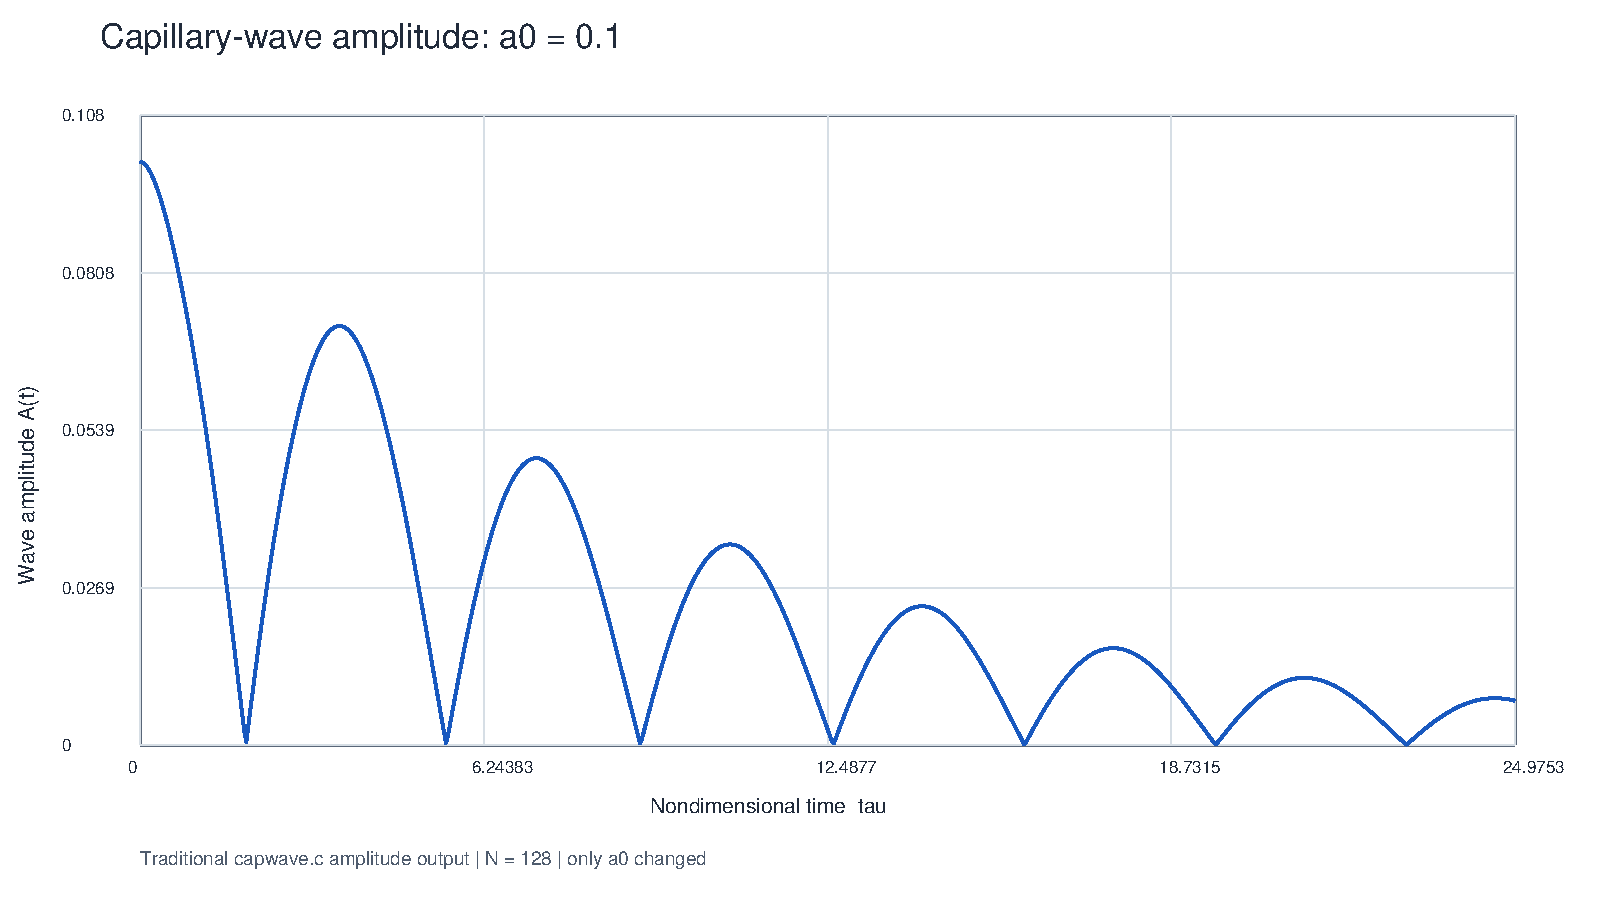 Capillary-wave amplitude: a0 = 0.1
0.108
0.0808
0.0539
0.0269
0
Wave amplitude A(t)
0
6.24383
12.4877
18.7315
24.9753
Nondimensional time tau
Traditional capwave.c amplitude output | N = 128 | only a0 changed